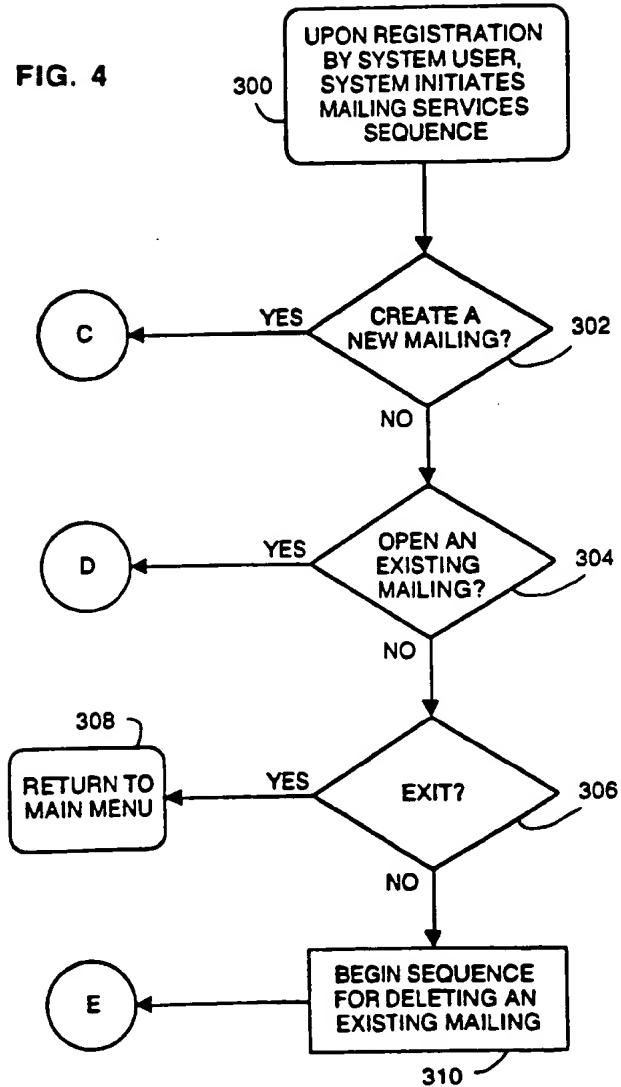 FIG. 4
300
UPON REGISTRATION
BY SYSTEM USER,
SYSTEM INITIATES
MAILING SERVICES
SEQUENCE
C
YES
CREATE A
NEW MAILING?
302
NO
D
YES
OPEN AN
EXISTING
MAILING?
304
NO
308
RETURN TO
MAIN MENU
YES
EXIT?
306
NO
E
BEGIN SEQUENCE
FOR DELETING AN
EXISTING MAILING
310